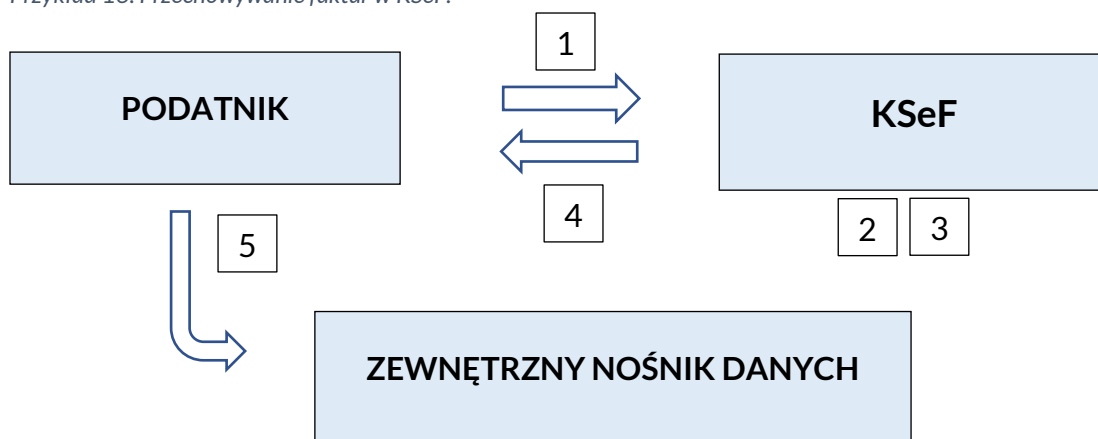 Przykład 18. Przechowywanie faktur w KSeF.
1
PODATNIK
KSeF
4
2 3
5
ZEWNĘTRZNY NOŚNIK DANYCH